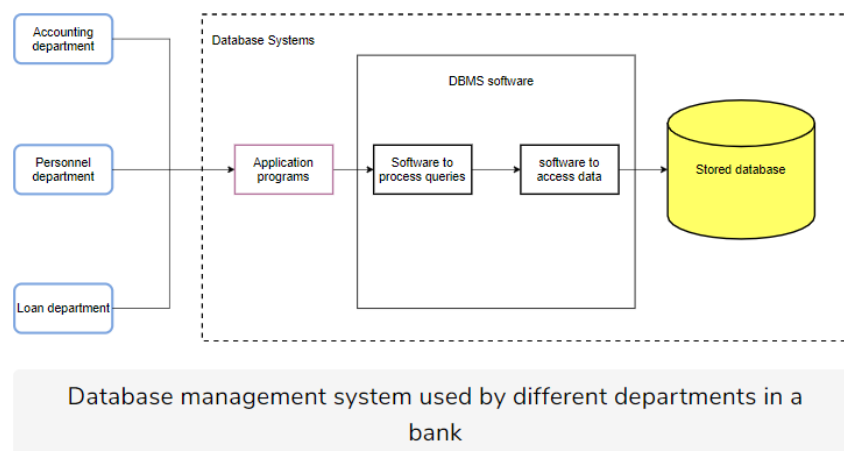 Accounting
department
Database Systems
DBMS software
Personnel
department
Application
programs
Software to
process queries
software to
access data
Stored database
Loan department
Database management system used by different departments in a
bank